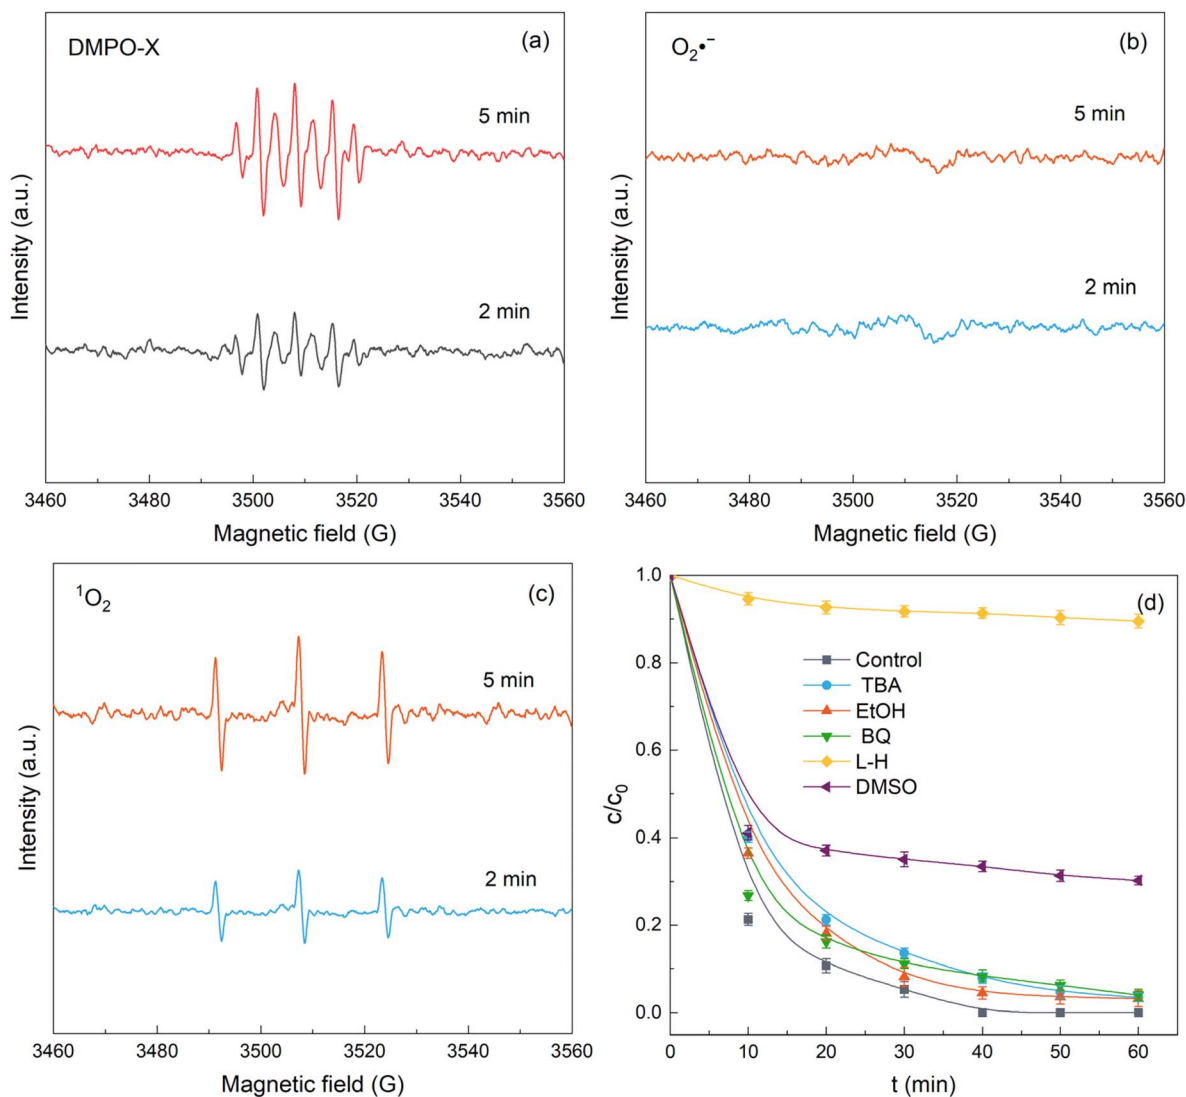 DMPO-X
(a)
5 min
2 min
Intensity (a.u.)
3460
3480
3500
3520
3540
3560
Magnetic field (G)
O₂•⁻
(b)
5 min
2 min
Intensity (a.u.)
3460
3480
3500
3520
3540
3560
Magnetic field (G)
¹O₂
(c)
5 min
2 min
Intensity (a.u.)
3460
3480
3500
3520
3540
3560
Magnetic field (G)
(d)
1.0
0.8
0.6
0.4
0.2
0.0
c/c₀
Control
TBA
EtOH
BQ
L-H
DMSO
0
10
20
30
40
50
60
t (min)